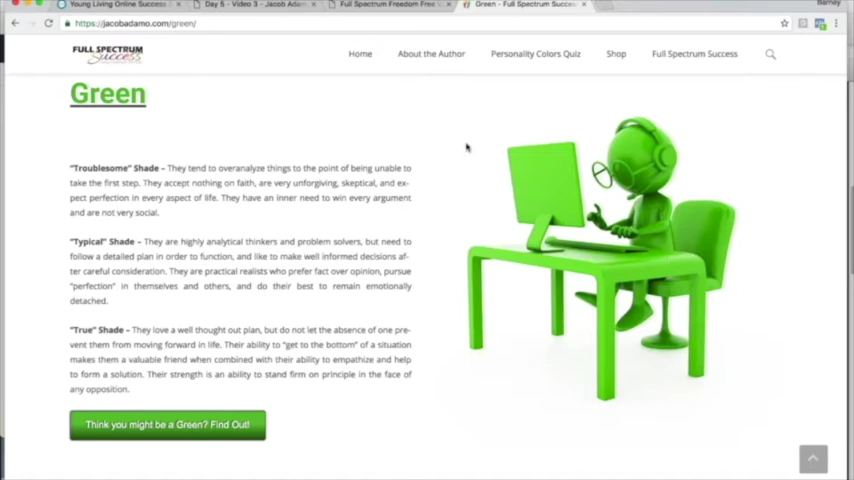 Young Living Online Success
Day 6 - Video 3 - Jacob Adam
Full Spectrum Freedom Free V
Green - Full Spectrum Success
Barney
https://jacobadamo.com/green/
FULL SPECTRUM
Success
Home
About the Author
Personality Colors Quiz
Shop
Full Spectrum Success
Green
"Troublesome" Shade – They tend to overanalyze things to the point of being unable to
take the first step. They accept nothing on faith, are very unforgiving, skeptical, and ex-
pect perfection in every aspect of life. They have an inner need to win every argument
and are not very social.
"Typical" Shade – They are highly analytical thinkers and problem solvers, but need to
follow a detailed plan in order to function, and like to make well informed decisions af-
ter careful consideration. They are practical realists who prefer fact over opinion, pursue
"perfection" in themselves and others, and do their best to remain emotionally
detached.
"True" Shade – They love a well thought out plan, but do not let the absence of one pre-
vent them from moving forward in life. Their ability to "get to the bottom" of a situation
makes them a valuable friend when combined with their ability to empathize and help
to form a solution. Their strength is an ability to stand firm on principle in the face of
any opposition.
Think you might be a Green? Find Out!